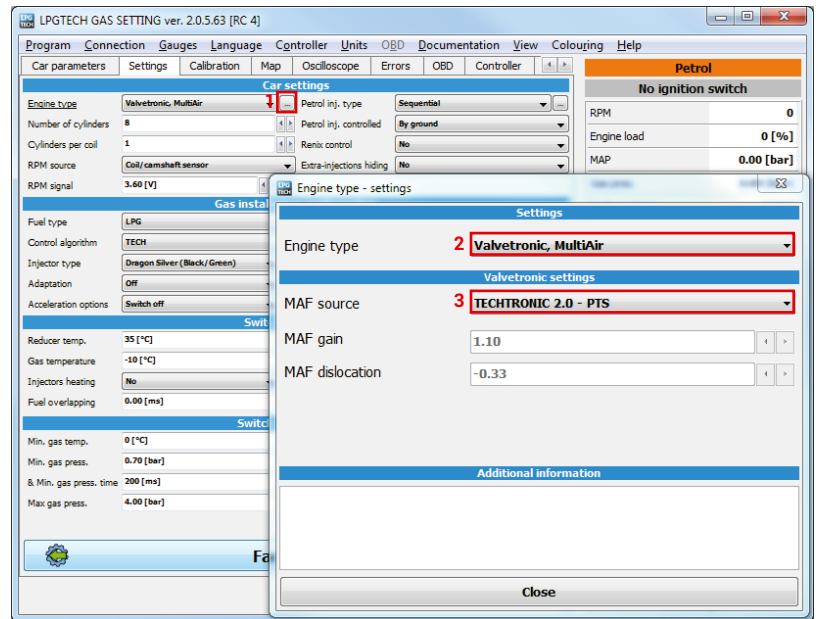 LPGTECH GAS SETTING ver. 2.0.5.63 [RC 4]
Program Connection Gauges Language Controller Units OBD Documentation View Colouring Help
Car parameters Settings Calibration Map Oscilloscope Errors OBD Controller
Car settings
Engine type Valvetronic, MultiAir 1 ... Petrol inj. type Sequential ...
Number of cylinders 8 Petrol inj. controlled By ground
Cylinders per coil 1 Renix control No
RPM source Coil/camshaft sensor Extra-injections hiding No
RPM signal 3.60 [V]
Gas inst
Fuel type LPG
Control algorithm TECH
Injector type Dragon Silver (Black/Green)
Adaptation Off
Acceleration options Switch off
Swit
Reducer temp. 35 [°C]
Gas temperature -10 [°C]
Injectors heating No
Fuel overlapping 0.00 [ms]
Switc
Min. gas temp. 0 [°C]
Min. gas press. 0.70 [bar]
& Min. gas press. time 200 [ms]
Max gas press. 4.00 [bar]
Fa
Petrol
No ignition switch
RPM 0
Engine load 0 [%]
MAP 0.00 [bar]
Engine type - settings
Settings
Engine type 2 Valvetronic, MultiAir
Valvetronic settings
MAF source 3 TECHTRONIC 2.0 - PTS
MAF gain 1.10
MAF dislocation -0.33
Additional information
Close